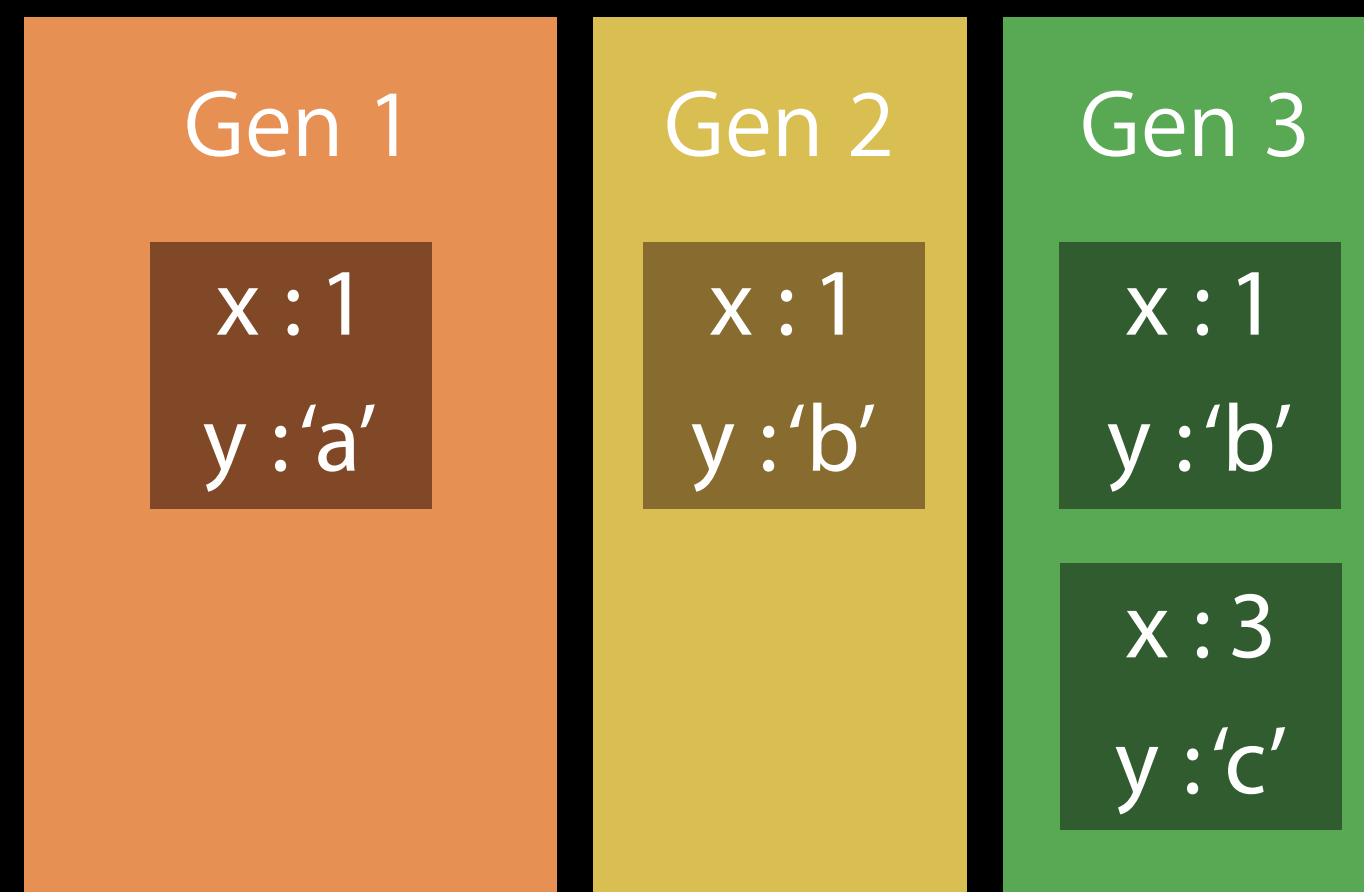 Gen 1
x : 1
y : ‘a’
Gen 2
x : 1
y : ‘b’
Gen 3
x : 1
y : ‘b’
x : 3
y : ‘c’